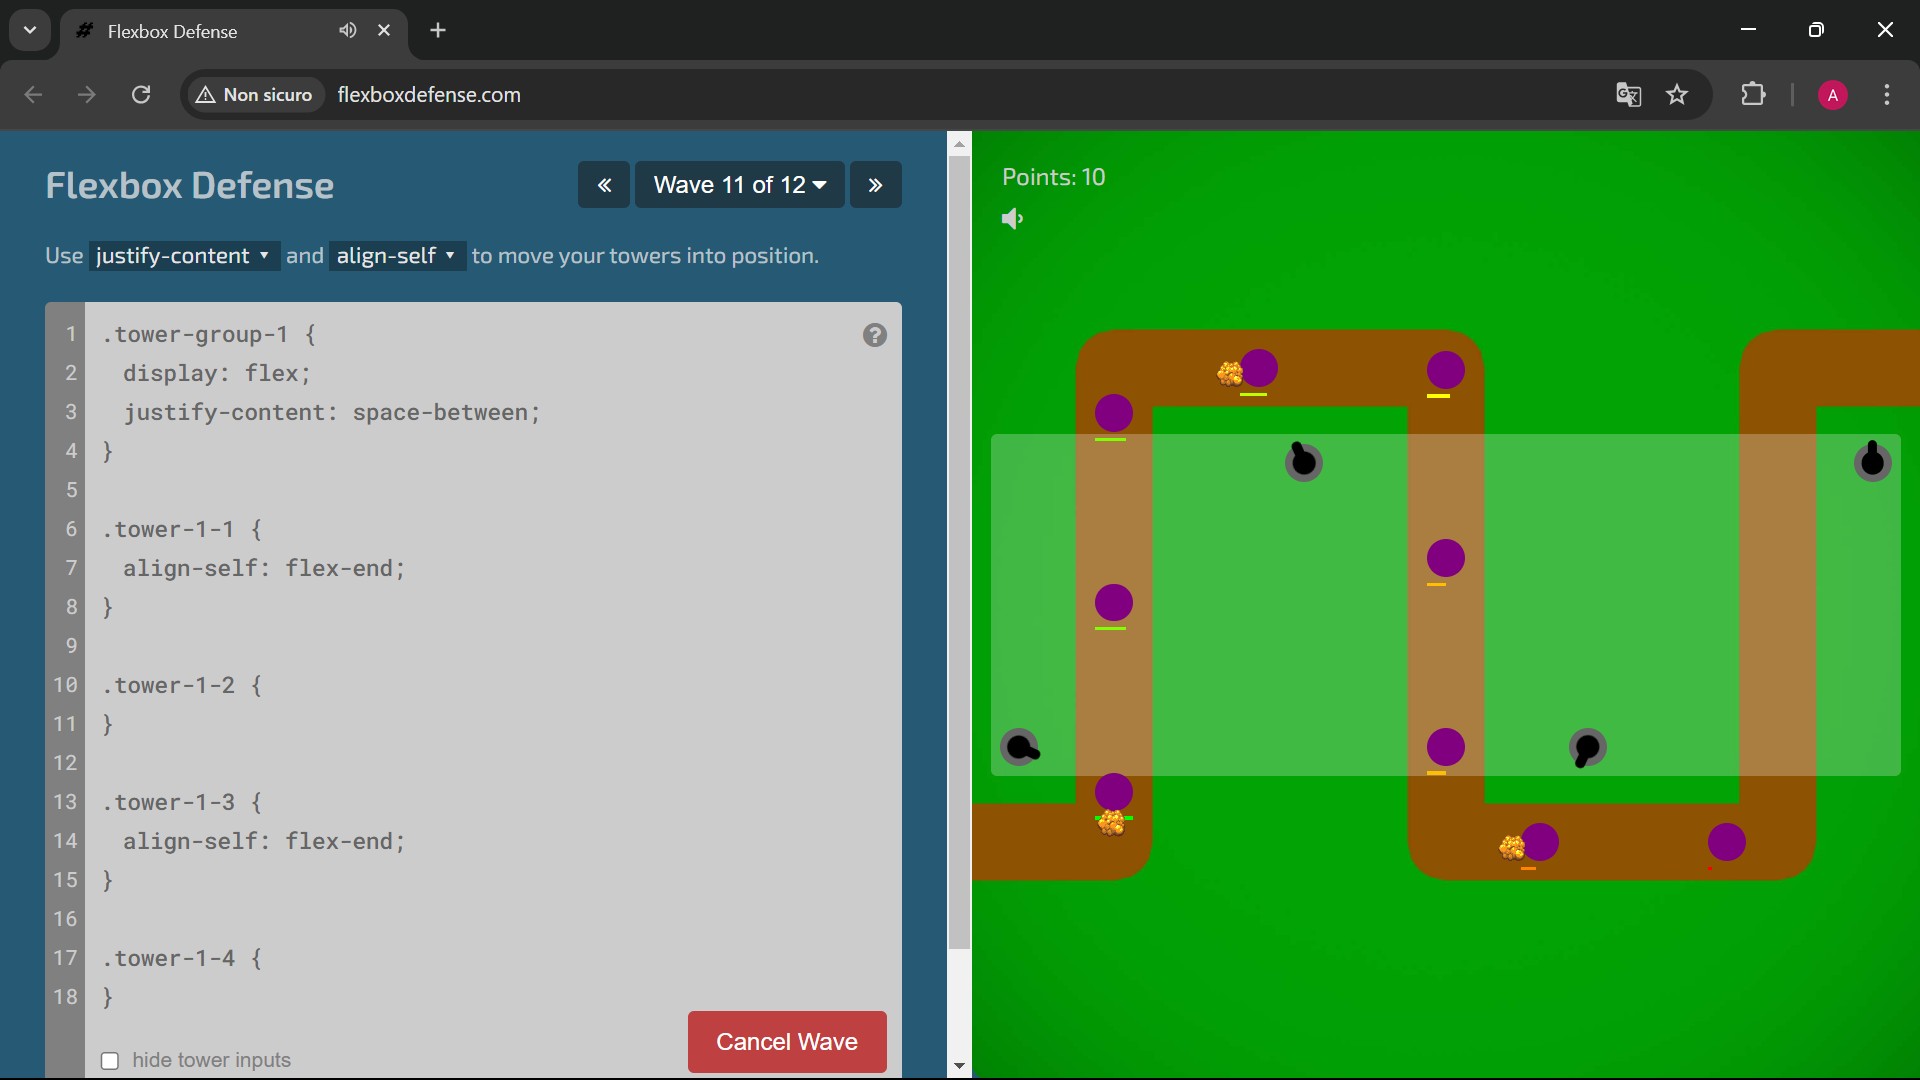 Flexbox Defense
Non sicuro flexboxdefense.com
A
Flexbox Defense
« Wave 11 of 12 »
Use justify-content and align-self to move your towers into position.
1 .tower-group-1 {
2 display: flex;
3 justify-content: space-between;
4 }
5
6 .tower-1-1 {
7 align-self: flex-end;
8 }
9
10 .tower-1-2 {
11 }
12
13 .tower-1-3 {
14 align-self: flex-end;
15 }
16
17 .tower-1-4 {
18 }
?
hide tower inputs
Cancel Wave
Points: 10